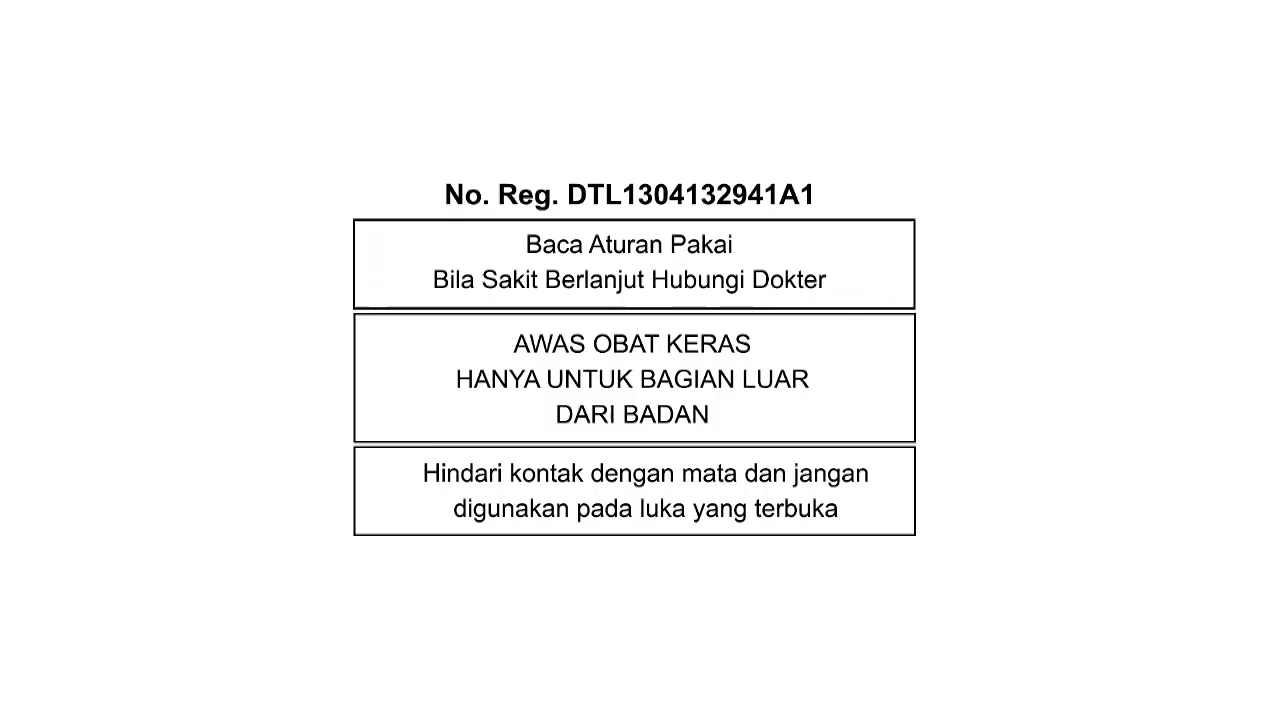 No. Reg. DTL1304132941A1
Baca Aturan Pakai
Bila Sakit Berlanjut Hubungi Dokter
AWAS OBAT KERAS
HANYA UNTUK BAGIAN LUAR
DARI BADAN
Hindari kontak dengan mata dan jangan
digunakan pada luka yang terbuka